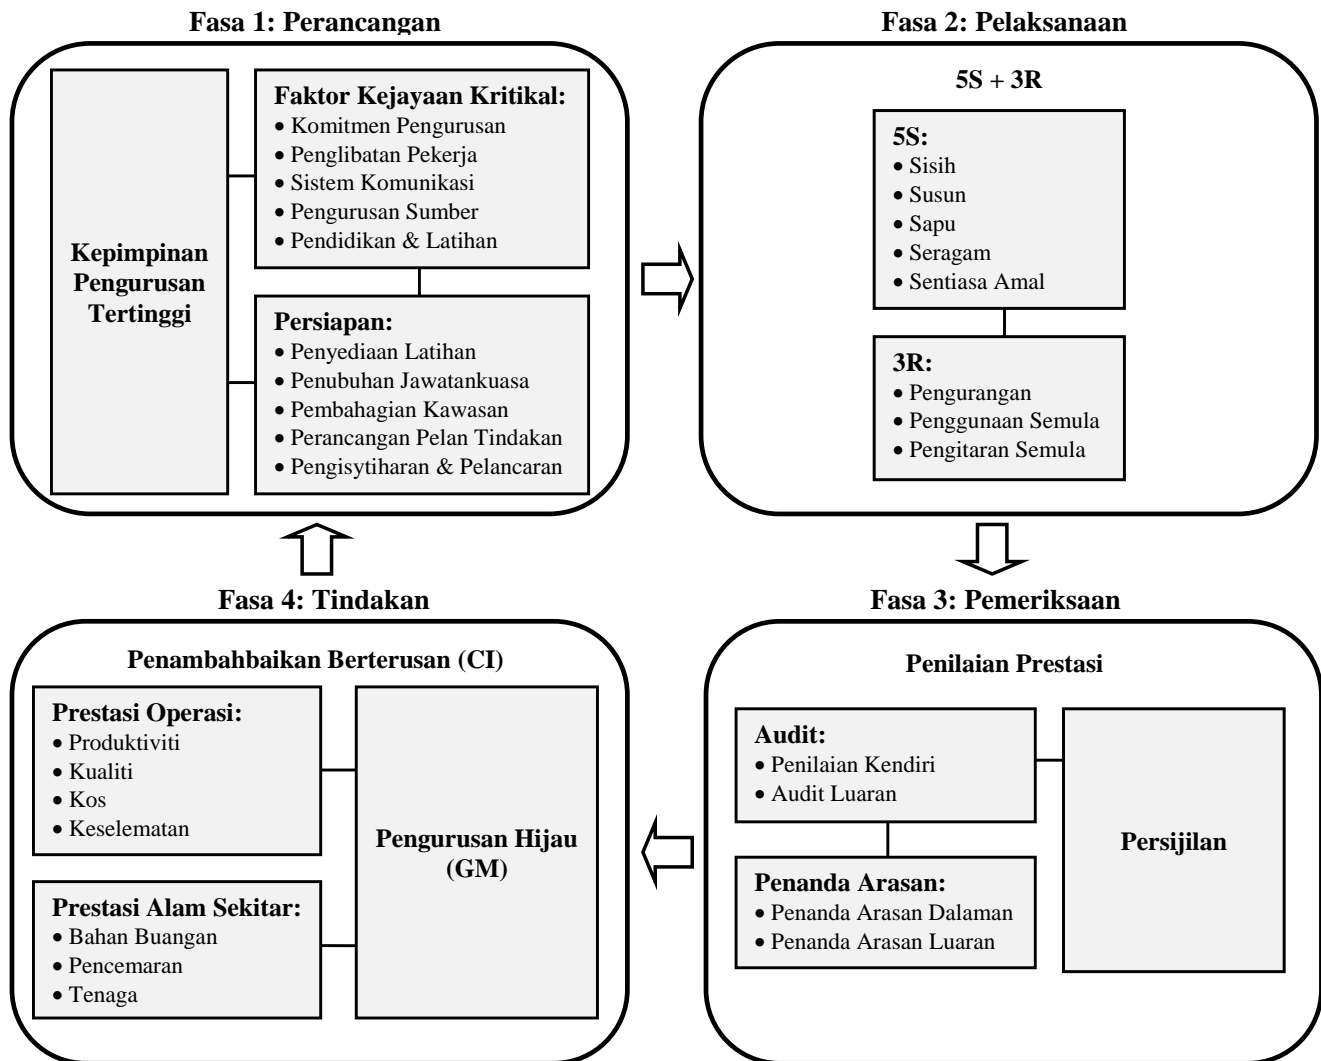 Fasa 1: Perancangan
Kepimpinan
Pengurusan
Tertinggi
Faktor Kejayaan Kritikal:
• Komitmen Pengurusan
• Penglibatan Pekerja
• Sistem Komunikasi
• Pengurusan Sumber
• Pendidikan & Latihan
Persiapan:
• Penyediaan Latihan
• Penubuhan Jawatankuasa
• Pembahagian Kawasan
• Perancangan Pelan Tindakan
• Pengisytiharan & Pelancaran
Fasa 2: Pelaksanaan
5S + 3R
5S:
• Sisih
• Susun
• Sapu
• Seragam
• Sentiasa Amal
3R:
• Pengurangan
• Penggunaan Semula
• Pengitaran Semula
Fasa 3: Pemeriksaan
Penilaian Prestasi
Audit:
• Penilaian Kendiri
• Audit Luaran
Penanda Arasan:
• Penanda Arasan Dalaman
• Penanda Arasan Luaran
Persijilan
Fasa 4: Tindakan
Penambahbaikan Berterusan (CI)
Prestasi Operasi:
• Produktiviti
• Kualiti
• Kos
• Keselematan
Prestasi Alam Sekitar:
• Bahan Buangan
• Pencemaran
• Tenaga
Pengurusan Hijau
(GM)